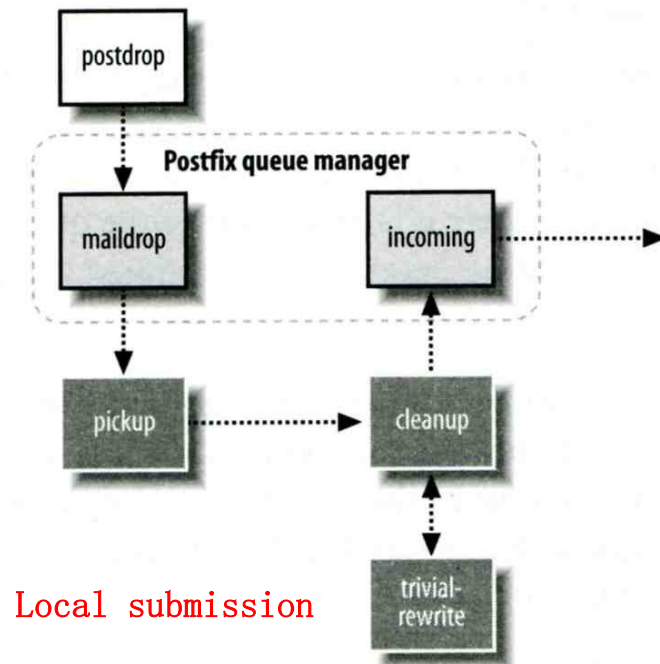 postdrop
Postfix queue manager
maildrop
incoming
pickup
cleanup
trivial-
rewrite
Local submission